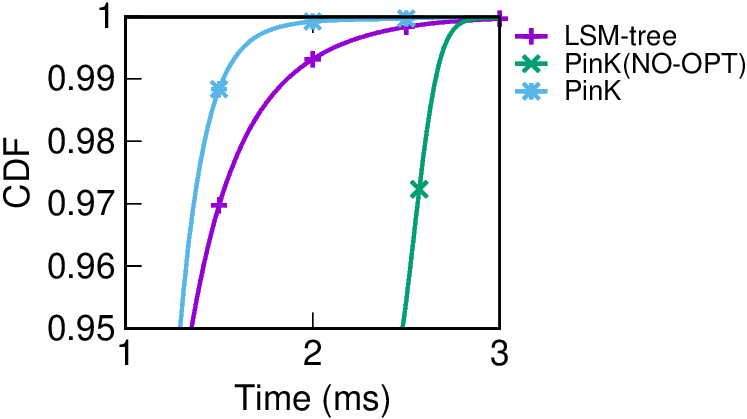 1
0.99
0.98
0.97
0.96
0.95
CDF
1
2
3
Time (ms)
LSM-tree
PinK(NO-OPT)
PinK